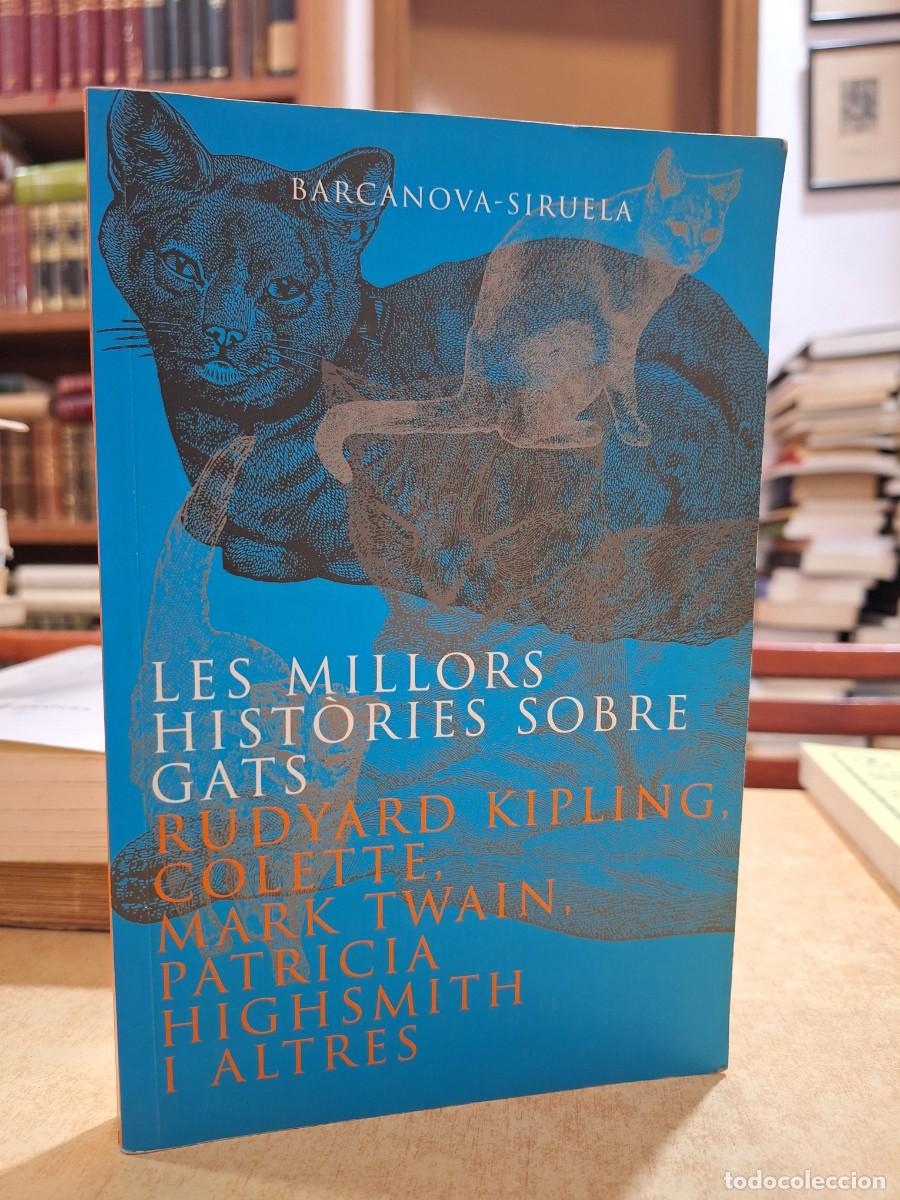 BARCANOVA-SIRUELA
LES MILLORS
HISTÒRIES SOBRE
GATS
RUDYARD KIPLING,
COLETTE,
MARK TWAIN,
PATRICIA
HIGHSMITH
I ALTRES
todocoleccion